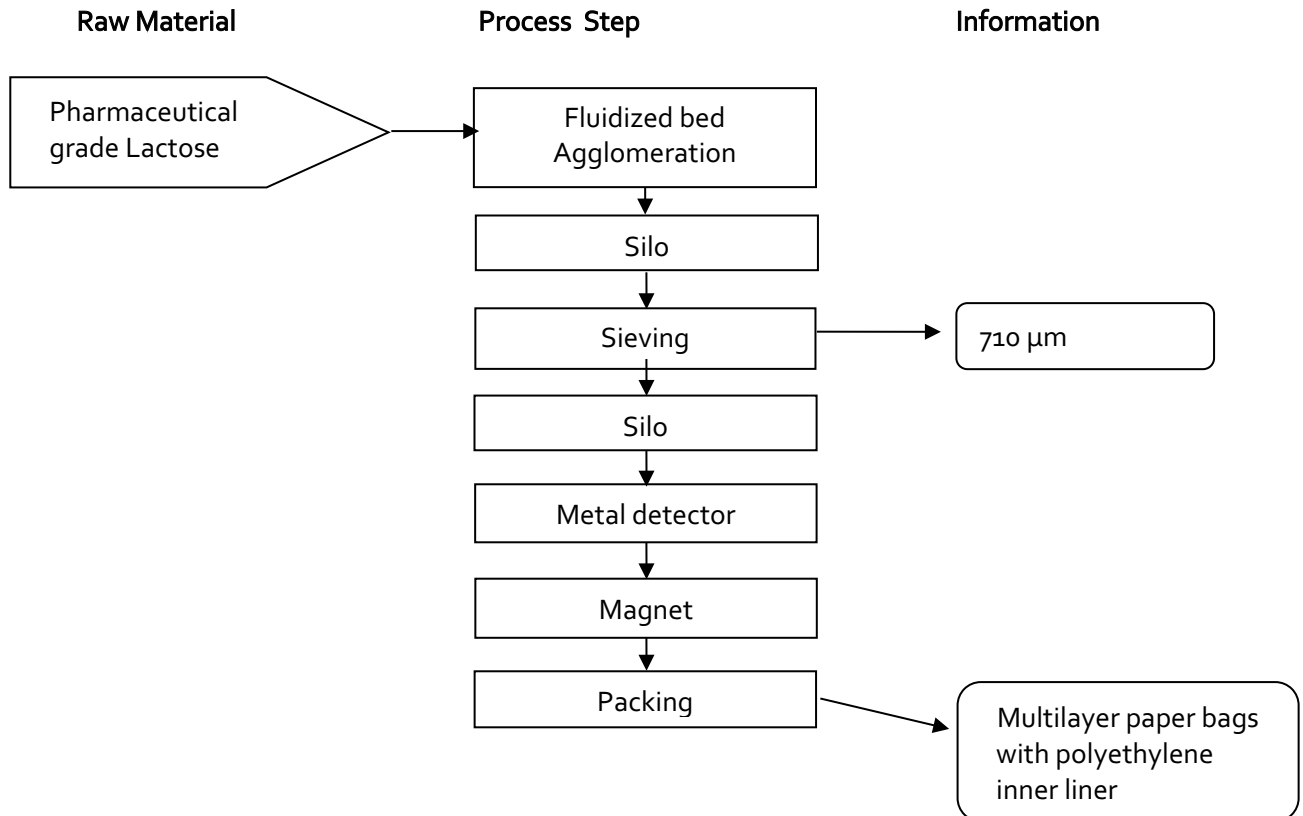 Raw Material
Process Step
Information
Pharmaceutical
grade Lactose
Fluidized bed
Agglomeration
Silo
Sieving
710 µm
Silo
Metal detector
Magnet
Packing
Multilayer paper bags
with polyethylene
inner liner